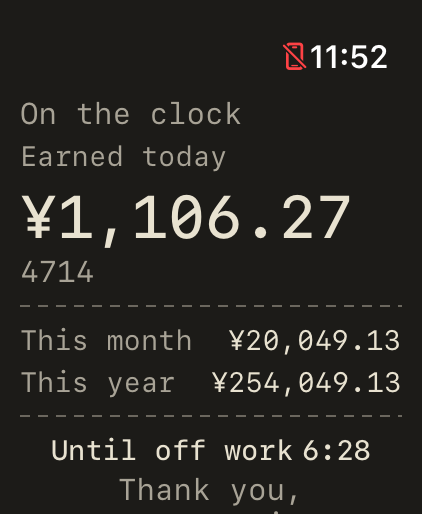 11:52
On the clock
Earned today
¥1,106.27
4714
This month ¥20,049.13
This year ¥254,049.13
Until off work 6:28
Thank you,